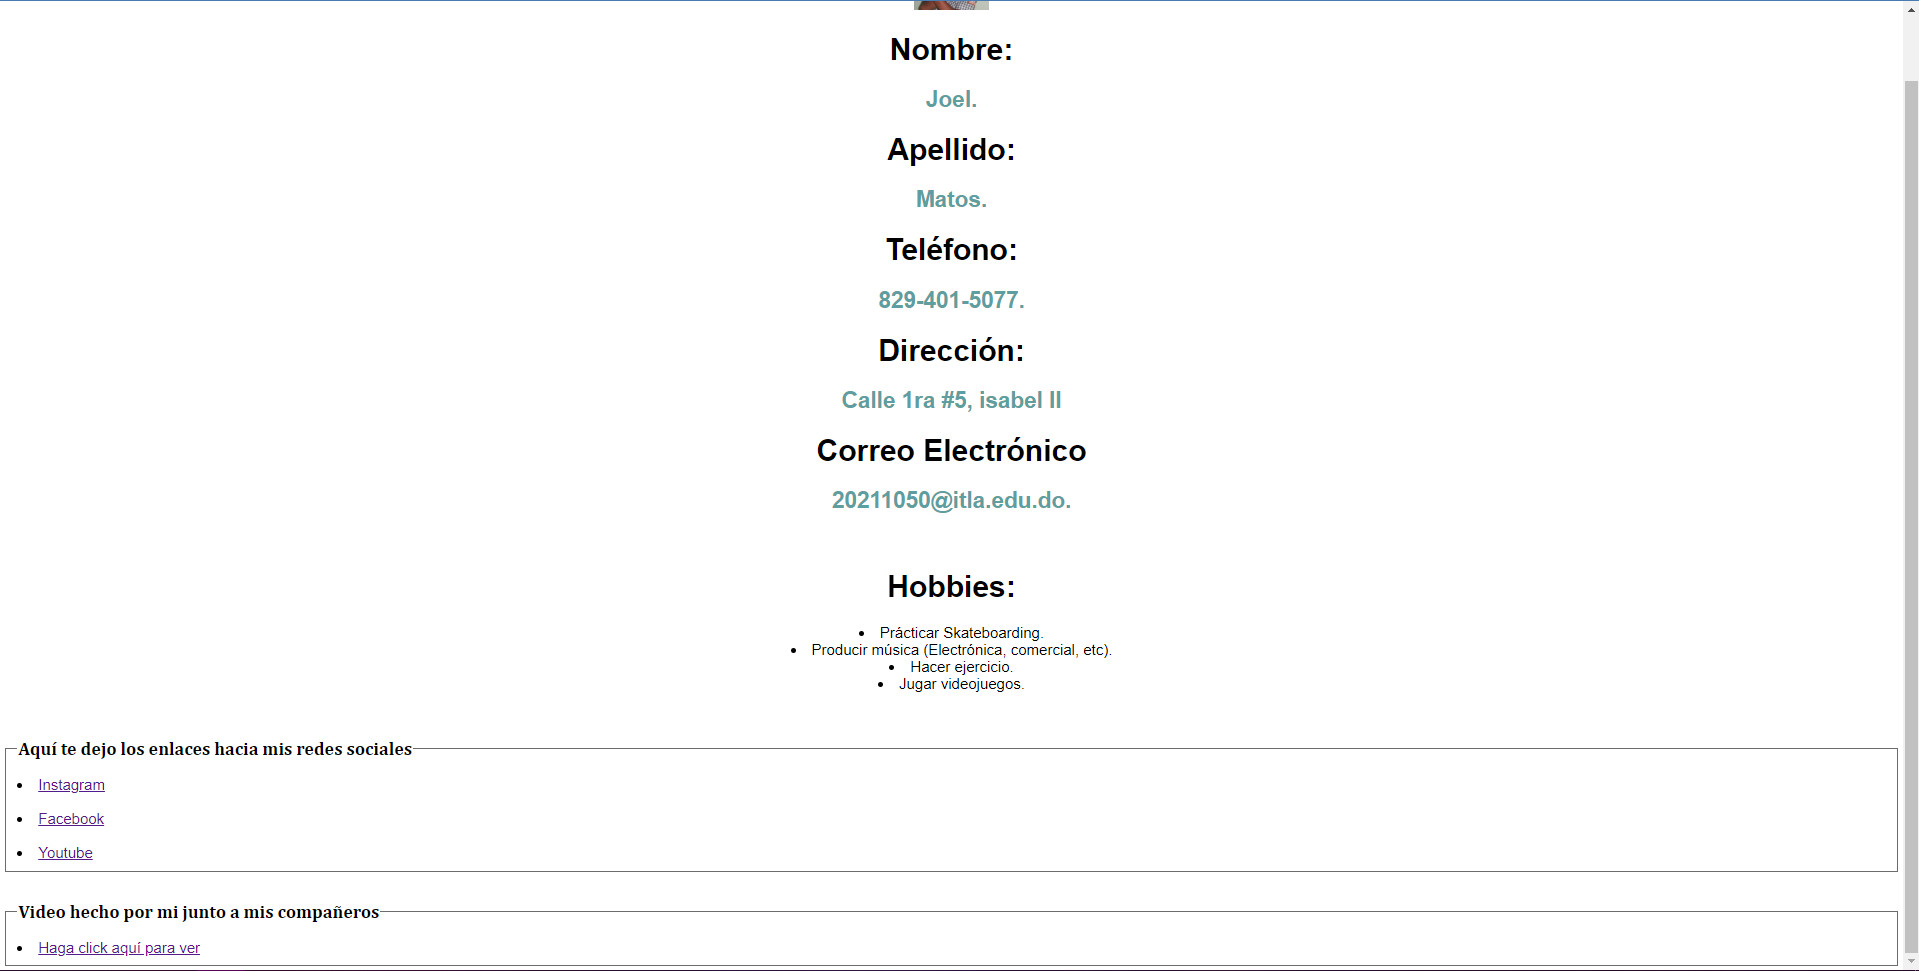 Nombre:
Joel.
Apellido:
Matos.
Teléfono:
829-401-5077.
Dirección:
Calle 1ra #5, isabel II
Correo Electrónico
20211050@itla.edu.do.
Hobbies:
• Prácticar Skateboarding.
• Producir música (Electrónica, comercial, etc).
• Hacer ejercicio.
• Jugar videojuegos.
Aquí te dejo los enlaces hacia mis redes sociales
• Instagram
• Facebook
• Youtube
Video hecho por mi junto a mis compañeros
• Haga click aquí para ver